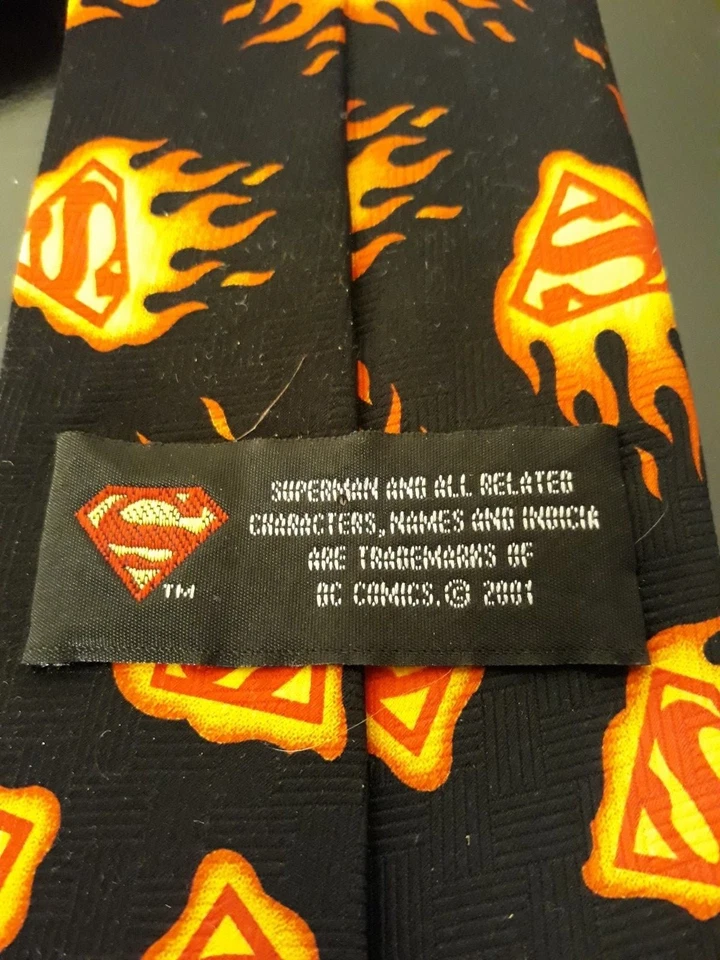 SUPERMAN AND ALL RELATED
CHARACTERS, NAMES AND INDICIA
ARE TRADEMARKS OF
DC COMICS. © 2001
S
TM
S
S
S